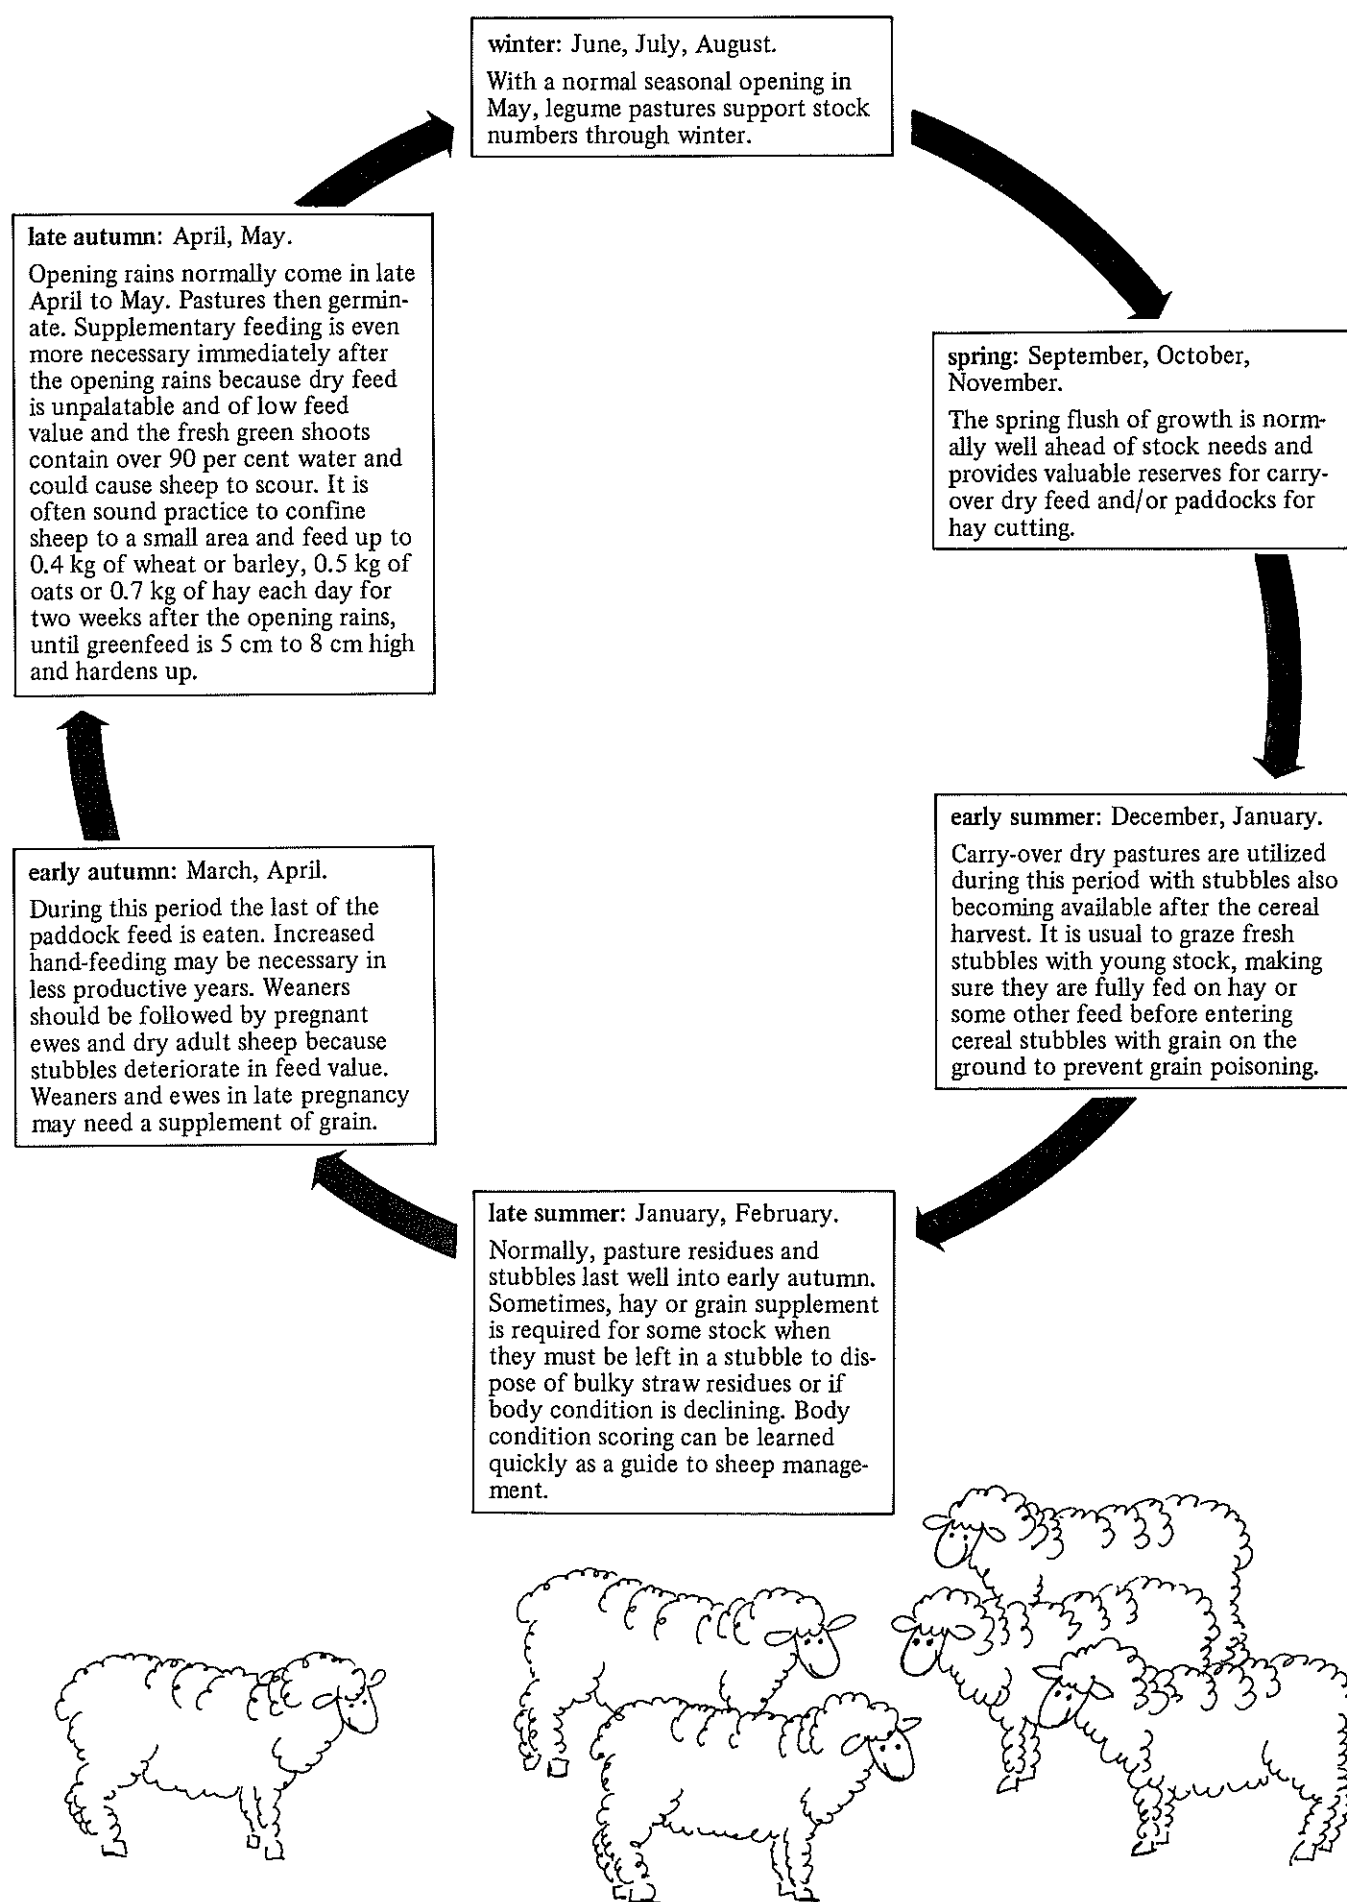 winter: June, July, August.
With a normal seasonal opening in
May, legume pastures support stock
numbers through winter.
late autumn: April, May.
Opening rains normally come in late
April to May. Pastures then germin-
ate. Supplementary feeding is even
more necessary immediately after
the opening rains because dry feed
is unpalatable and of low feed
value and the fresh green shoots
contain over 90 per cent water and
could cause sheep to scour. It is
often sound practice to confine
sheep to a small area and feed up to
0.4 kg of wheat or barley, 0.5 kg of
oats or 0.7 kg of hay each day for
two weeks after the opening rains,
until greenfeed is 5 cm to 8 cm high
and hardens up.
spring: September, October,
November.
The spring flush of growth is norm-
ally well ahead of stock needs and
provides valuable reserves for carry-
over dry feed and/or paddocks for
hay cutting.
early summer: December, January.
Carry-over dry pastures are utilized
during this period with stubbles also
becoming available after the cereal
harvest. It is usual to graze fresh
stubbles with young stock, making
sure they are fully fed on hay or
some other feed before entering
cereal stubbles with grain on the
ground to prevent grain poisoning.
early autumn: March, April.
During this period the last of the
paddock feed is eaten. Increased
hand-feeding may be necessary in
less productive years. Weaners
should be followed by pregnant
ewes and dry adult sheep because
stubbles deteriorate in feed value.
Weaners and ewes in late pregnancy
may need a supplement of grain.
late summer: January, February.
Normally, pasture residues and
stubbles last well into early autumn.
Sometimes, hay or grain supplement
is required for some stock when
they must be left in a stubble to dis-
pose of bulky straw residues or if
body condition is declining. Body
condition scoring can be learned
quickly as a guide to sheep manage-
ment.